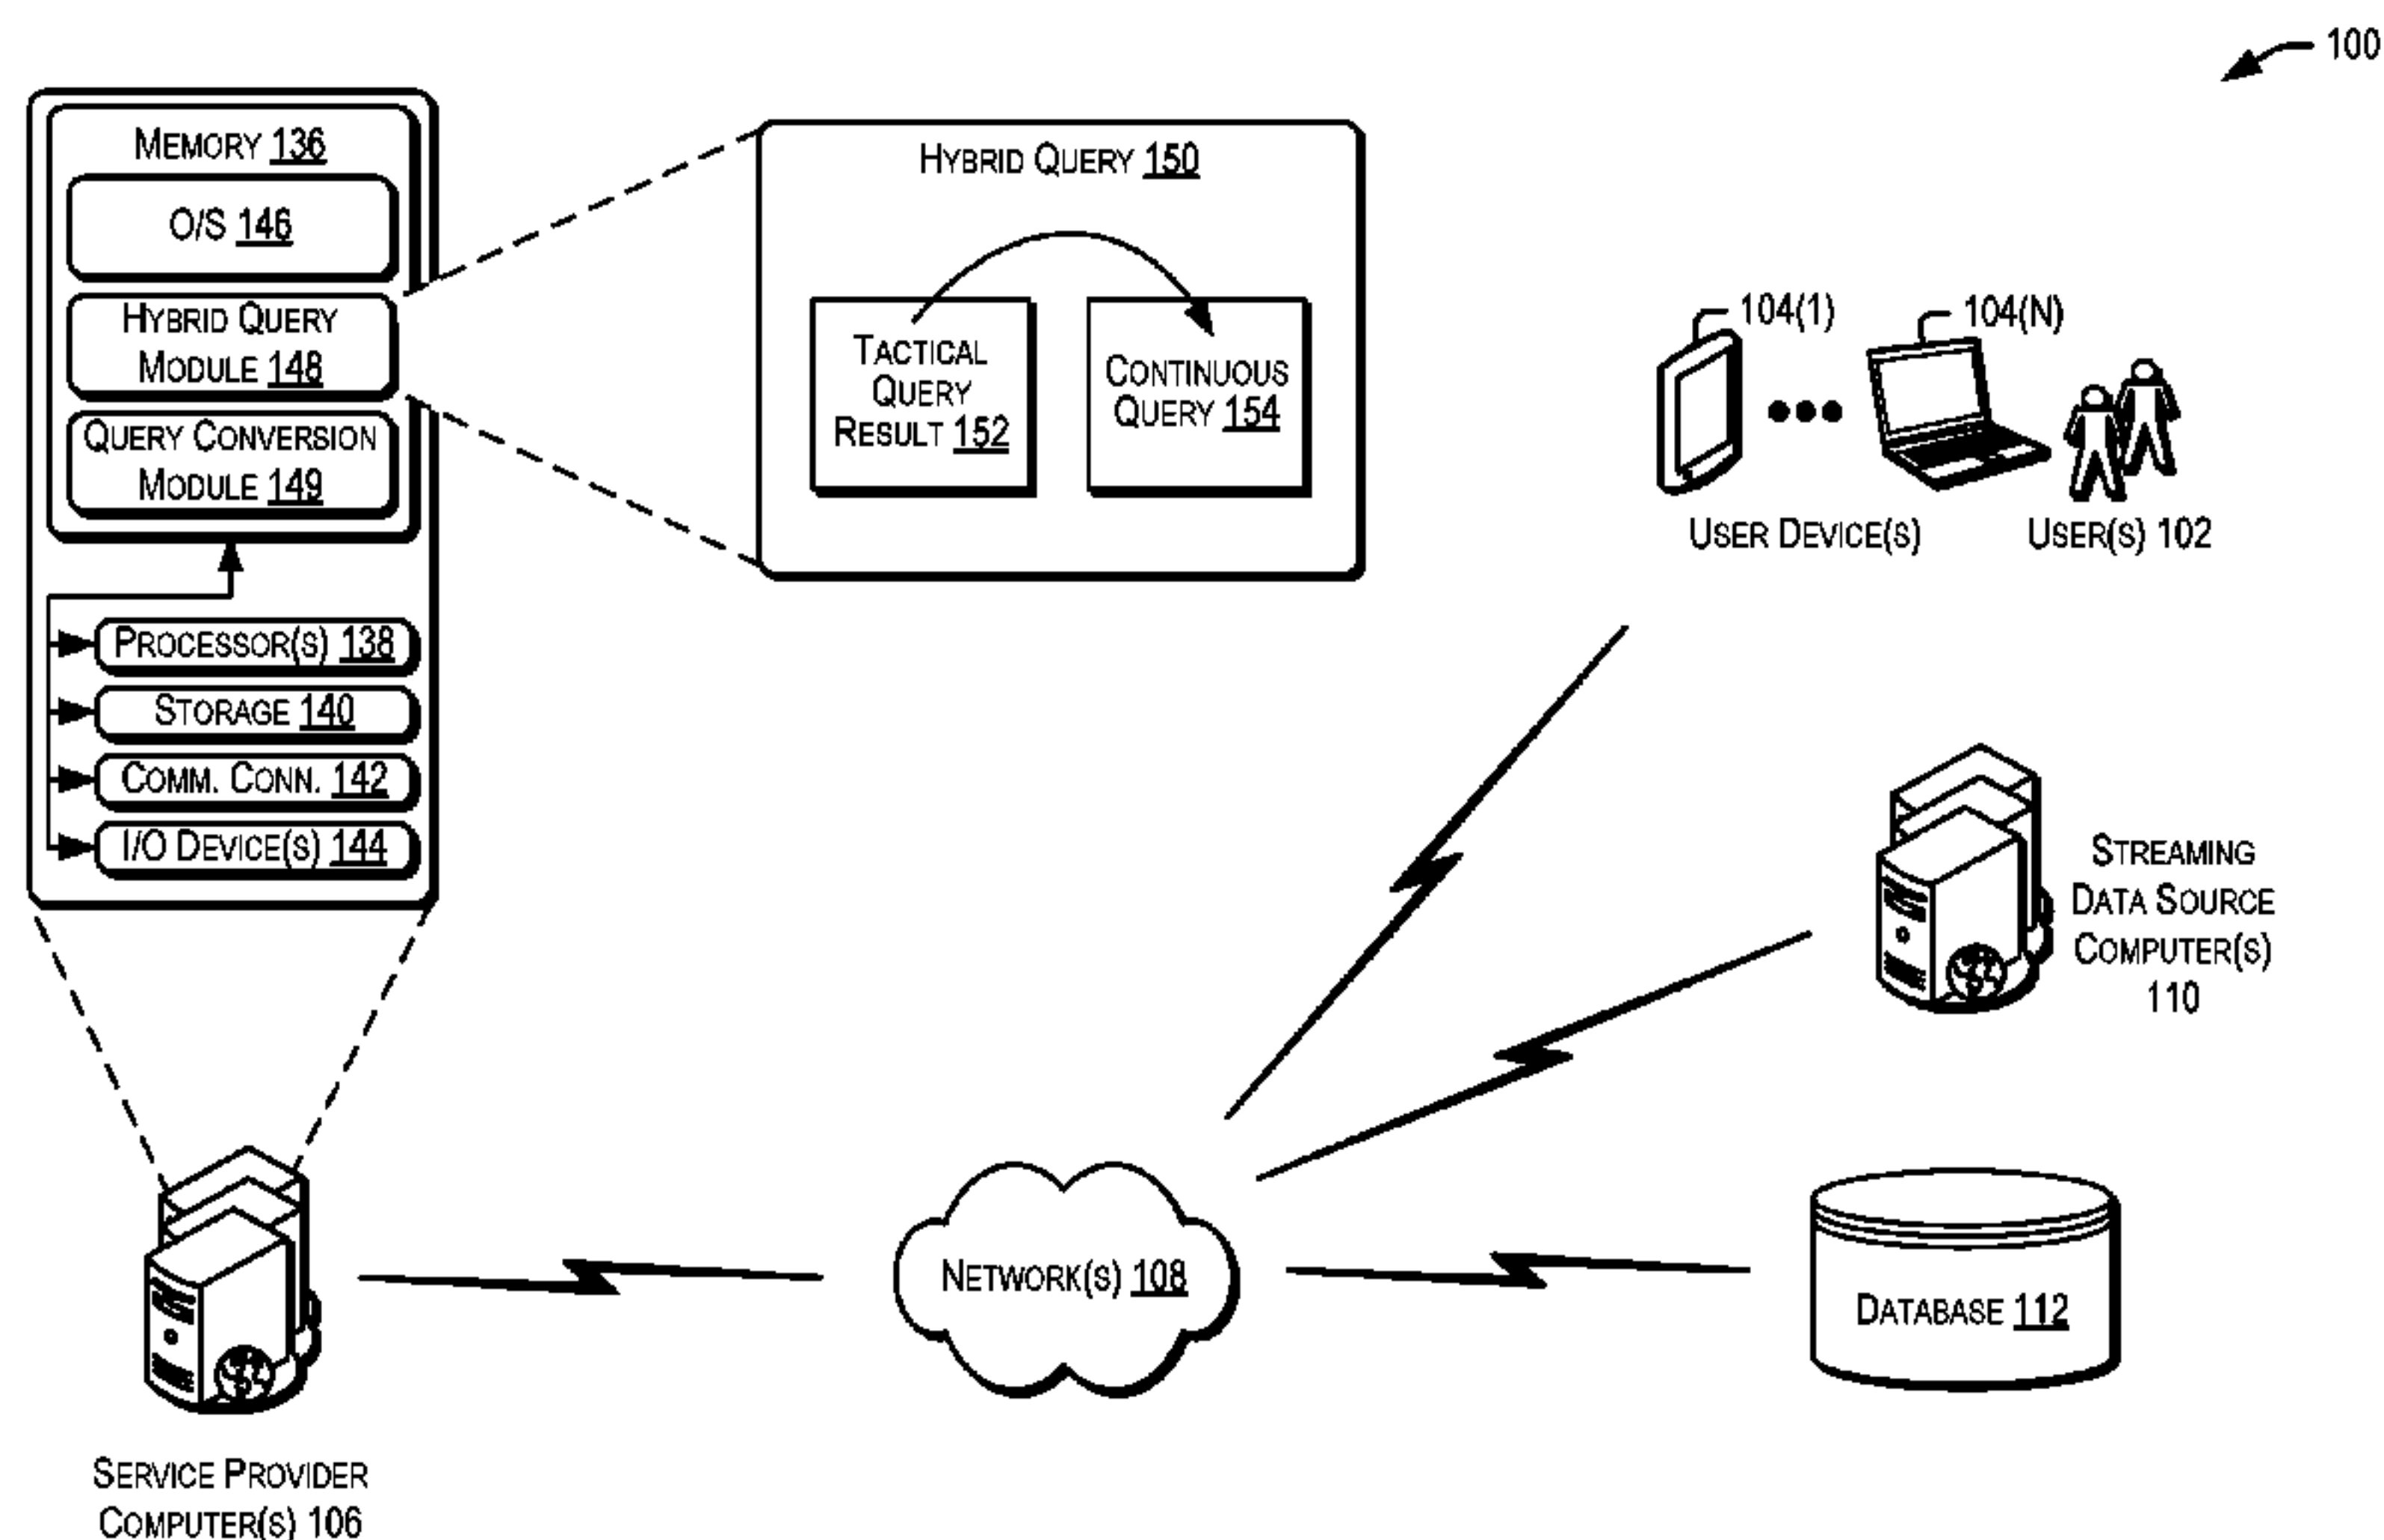 100
MEMORY 136
O/S 146
HYBRID QUERY
MODULE 148
QUERY CONVERSION
MODULE 149
PROCESSOR(S) 138
STORAGE 140
COMM. CONN. 142
I/O DEVICE(S) 144
HYBRID QUERY 150
TACTICAL
QUERY
RESULT 152
CONTINUOUS
QUERY 154
104(1)
104(N)
USER DEVICE(S)
USER(S) 102
STREAMING
DATA SOURCE
COMPUTER(S)
110
NETWORK(S) 108
DATABASE 112
SERVICE PROVIDER
COMPUTER(S) 106